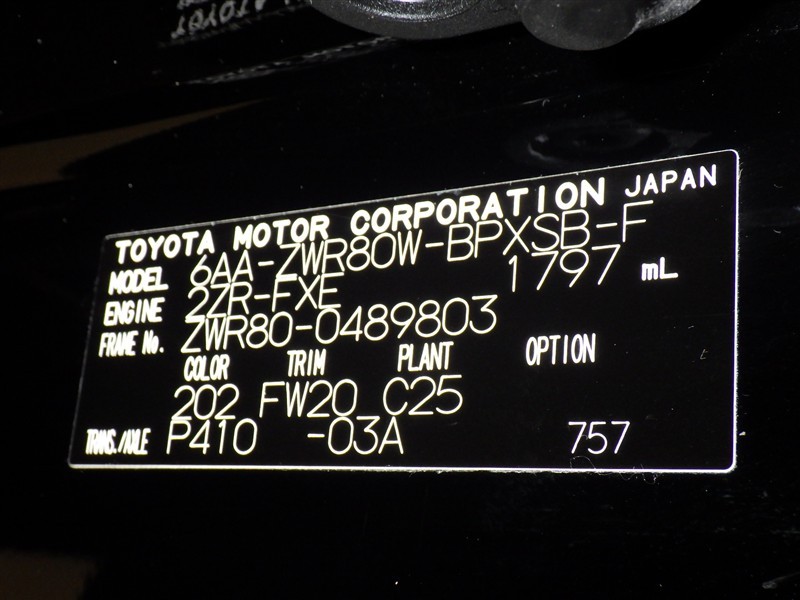 TOYOTA MOTOR CORPORATION JAPAN
MODEL 6AA-ZWR80W-BPXSB-F
ENGINE 2ZR-FXE 1797 mL
FRAME No. ZWR80-0489803
COLOR TRIM PLANT OPTION
202 FW20 C25
TRANS./AXLE P410 -03A 757